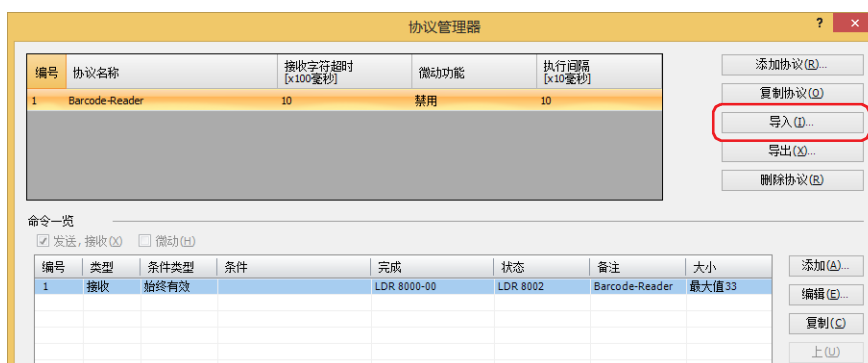 协议管理器
? ×
编号 协议名称 接收字符超时 [x100毫秒] 微动功能 执行间隔 [x10毫秒]
1 Barcode-Reader 10 禁用 10
添加协议(R)...
复制协议(O)
导入(I)...
导出(X)...
删除协议(R)
命令一览
发送,接收(X) 微动(H)
编号 类型 条件类型 条件 完成 状态 备注 大小
1 接收 始终有效 LDR 8000-00 LDR 8002 Barcode-Reader 最大值33
添加(A)...
编辑(E)...
复制(C)
上(U)